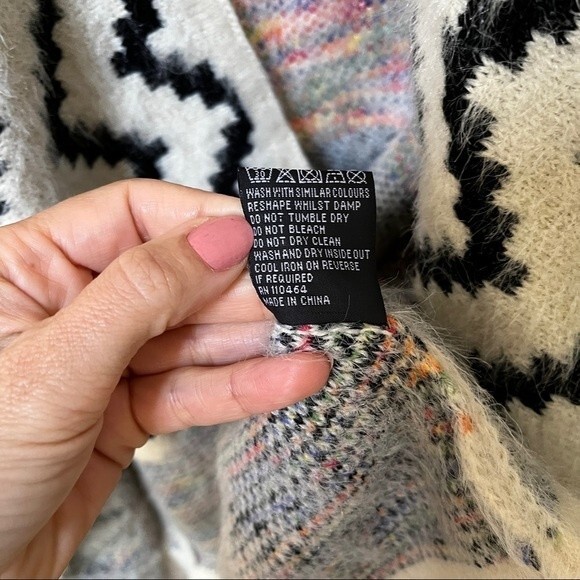 WASH WITH SIMILAR COLOURS
RESHAPE WHILST DAMP
DO NOT TUMBLE DRY
DO NOT BLEACH
DO NOT DRY CLEAN
WASH AND DRY INSIDE OUT
COOL IRON ON REVERSE
IF REQUIRED
RN 110464
MADE IN CHINA